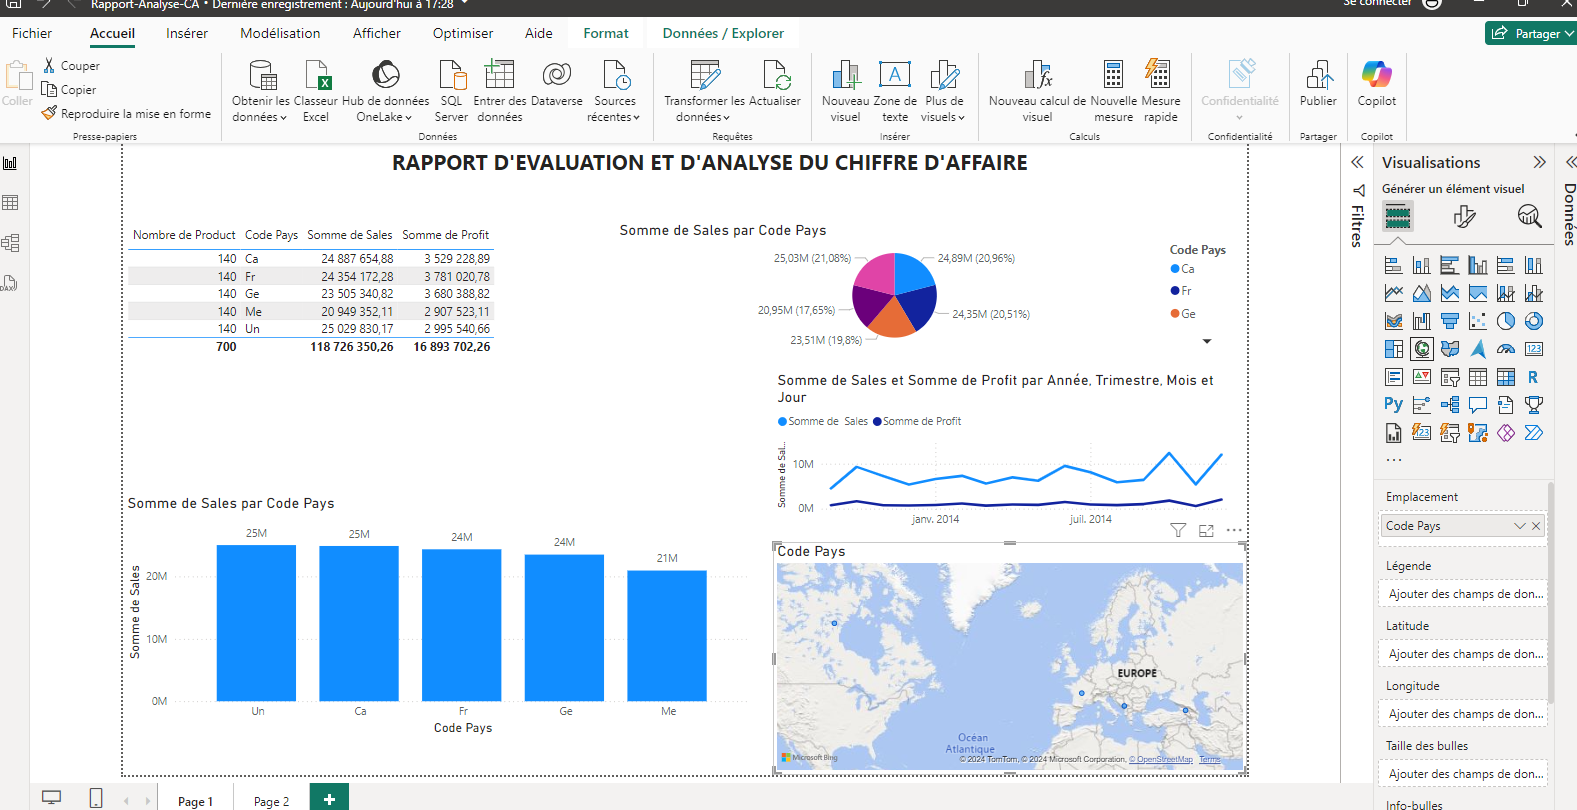 Rapport-Analyse-CA • Dernière enregistrement : Aujourd'hui à 17:28
Se connecter
Fichier
Accueil
Insérer
Modélisation
Afficher
Optimiser
Aide
Format
Données / Explorer
Partager
Coller
Couper
Copier
Reproduire la mise en forme
Presse-papiers
Obtenir les données
Classeur Excel
Hub de données OneLake
SQL Server
Entrer des données
Dataverse
Sources récentes
Données
Transformer les données
Actualiser
Requêtes
Nouveau visuel
Zone de texte
Plus de visuels
Insérer
Nouveau calcul de visuel
Nouvelle mesure
Mesure rapide
Calculs
Confidentialité
Confidentialité
Publier
Partager
Copilot
Copilot
RAPPORT D'EVALUATION ET D'ANALYSE DU CHIFFRE D'AFFAIRE
Nombre de Product Code Pays Somme de Sales Somme de Profit
140 Ca 24 887 654,88 3 529 228,89
140 Fr 24 354 172,28 3 781 020,78
140 Ge 23 505 340,82 3 680 388,82
140 Me 20 949 352,11 2 907 523,11
140 Un 25 029 830,17 2 995 540,66
700 118 726 350,26 16 893 702,26
Somme de Sales par Code Pays
25,03M (21,08%)
24,89M (20,96%)
20,95M (17,65%)
24,35M (20,51%)
23,51M (19,8%)
Code Pays
Ca
Fr
Ge
Somme de Sales et Somme de Profit par Année, Trimestre, Mois et
Jour
Somme de Sales Somme de Profit
Somme de Sal...
10M
0M
janv. 2014
juil. 2014
Somme de Sales par Code Pays
Somme de Sales
20M
10M
0M
25M
25M
24M
24M
21M
Un
Ca
Fr
Ge
Me
Code Pays
Code Pays
EUROPE
Océan
Atlantique
Microsoft Bing
© 2024 TomTom, © 2024 Microsoft Corporation, © OpenStreetMap Terms
Filtres
Visualisations
Générer un élément visuel
123
R
Py
123
Emplacement
Code Pays
Légende
Ajouter des champs de don...
Latitude
Ajouter des champs de don...
Longitude
Ajouter des champs de don...
Taille des bulles
Ajouter des champs de don...
Info-bulles
Données
DAX
Page 1
Page 2